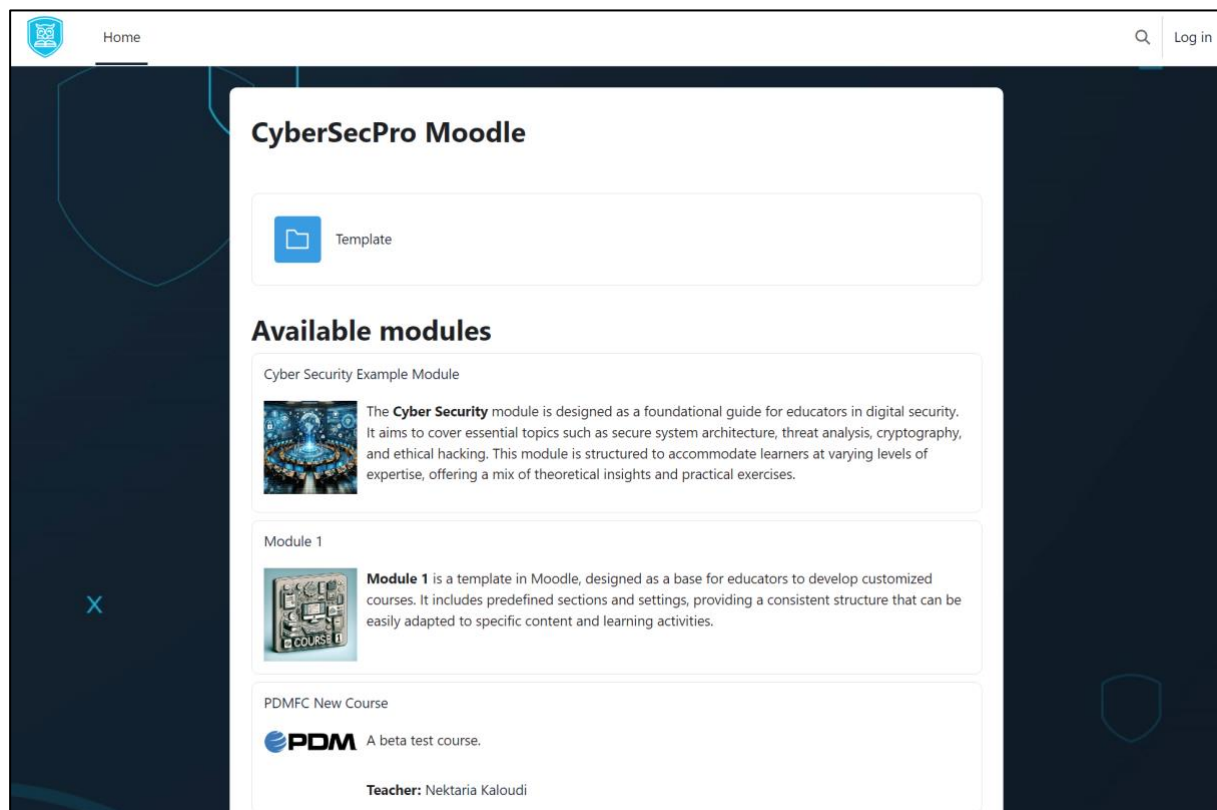 Home
Log in
CyberSecPro Moodle
Template
Available modules
Cyber Security Example Module
The Cyber Security module is designed as a foundational guide for educators in digital security.
It aims to cover essential topics such as secure system architecture, threat analysis, cryptography,
and ethical hacking. This module is structured to accommodate learners at varying levels of
expertise, offering a mix of theoretical insights and practical exercises.
Module 1
COURSE
Module 1 is a template in Moodle, designed as a base for educators to develop customized
courses. It includes predefined sections and settings, providing a consistent structure that can be
easily adapted to specific content and learning activities.
PDMFC New Course
PDM
A beta test course.
Teacher: Nektaria Kaloudi